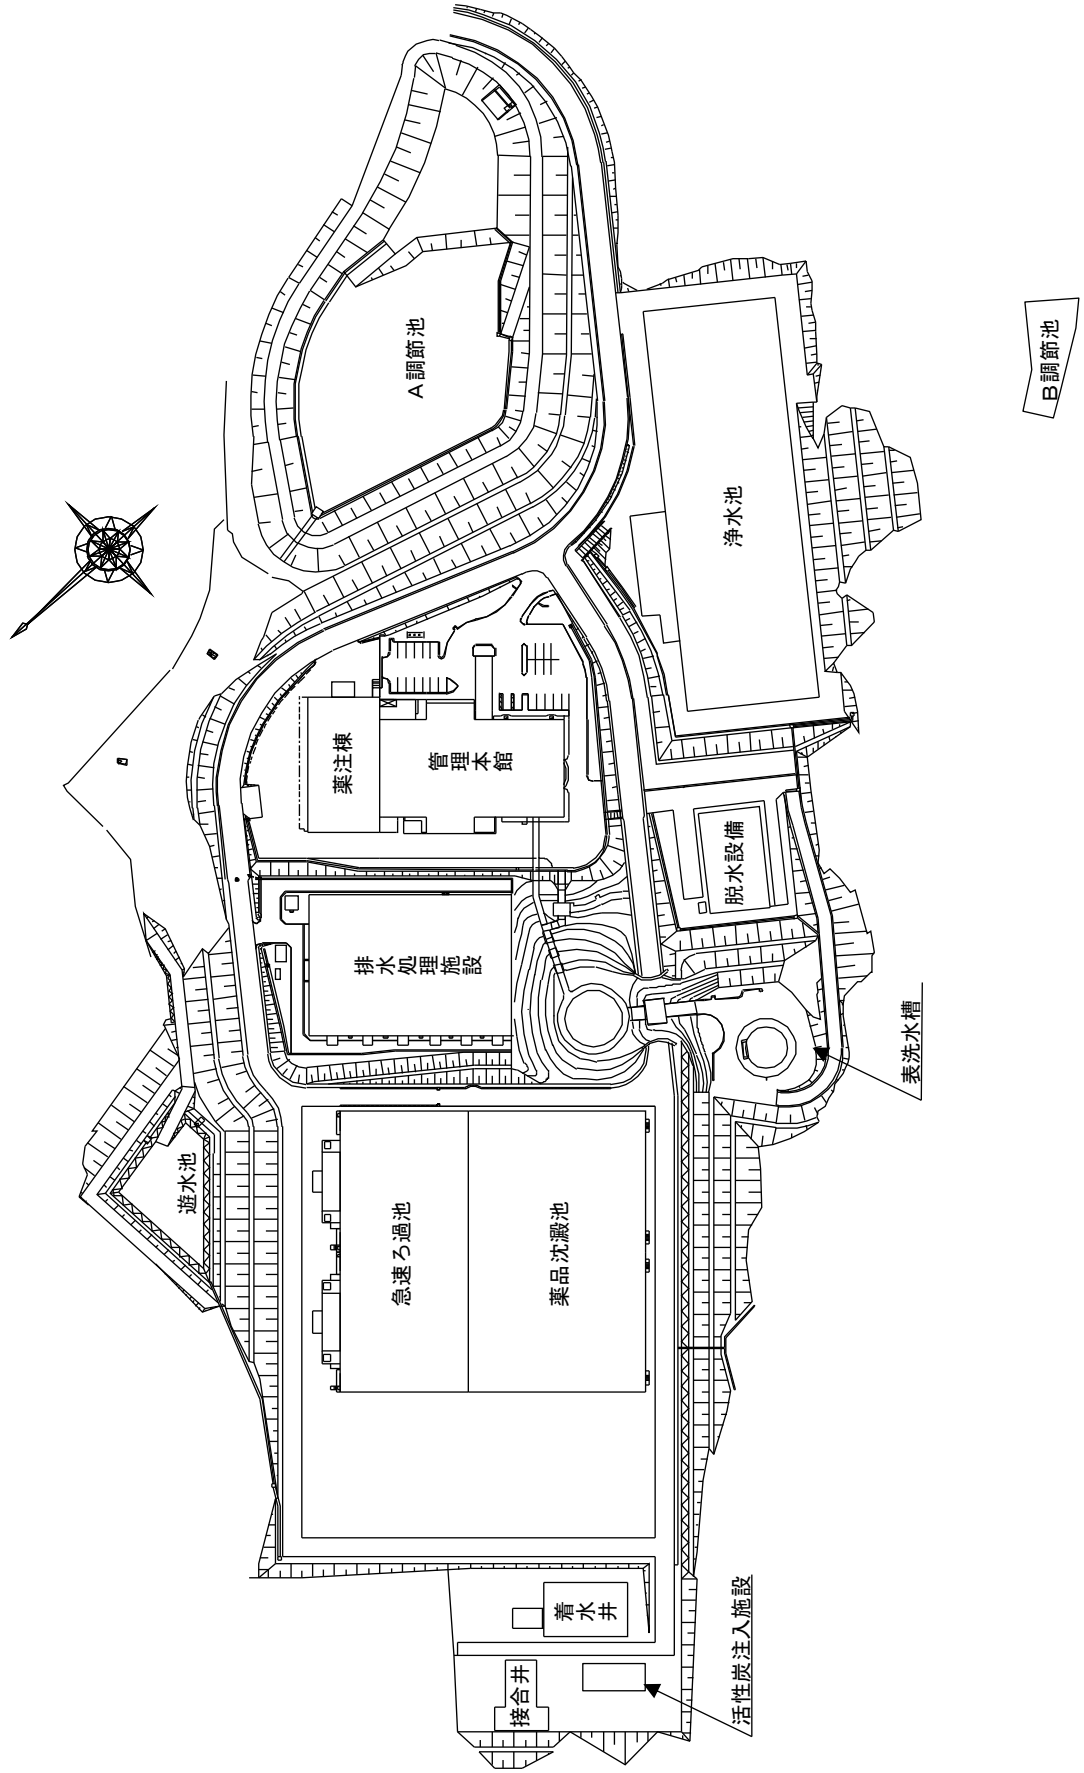 A調節池
B調節池
浄水池
薬注棟
管理本館
脱水設備
排水処理施設
表洗水槽
遊水池
急速ろ過池
薬品沈澱池
着水井
接合井
活性炭注入施設